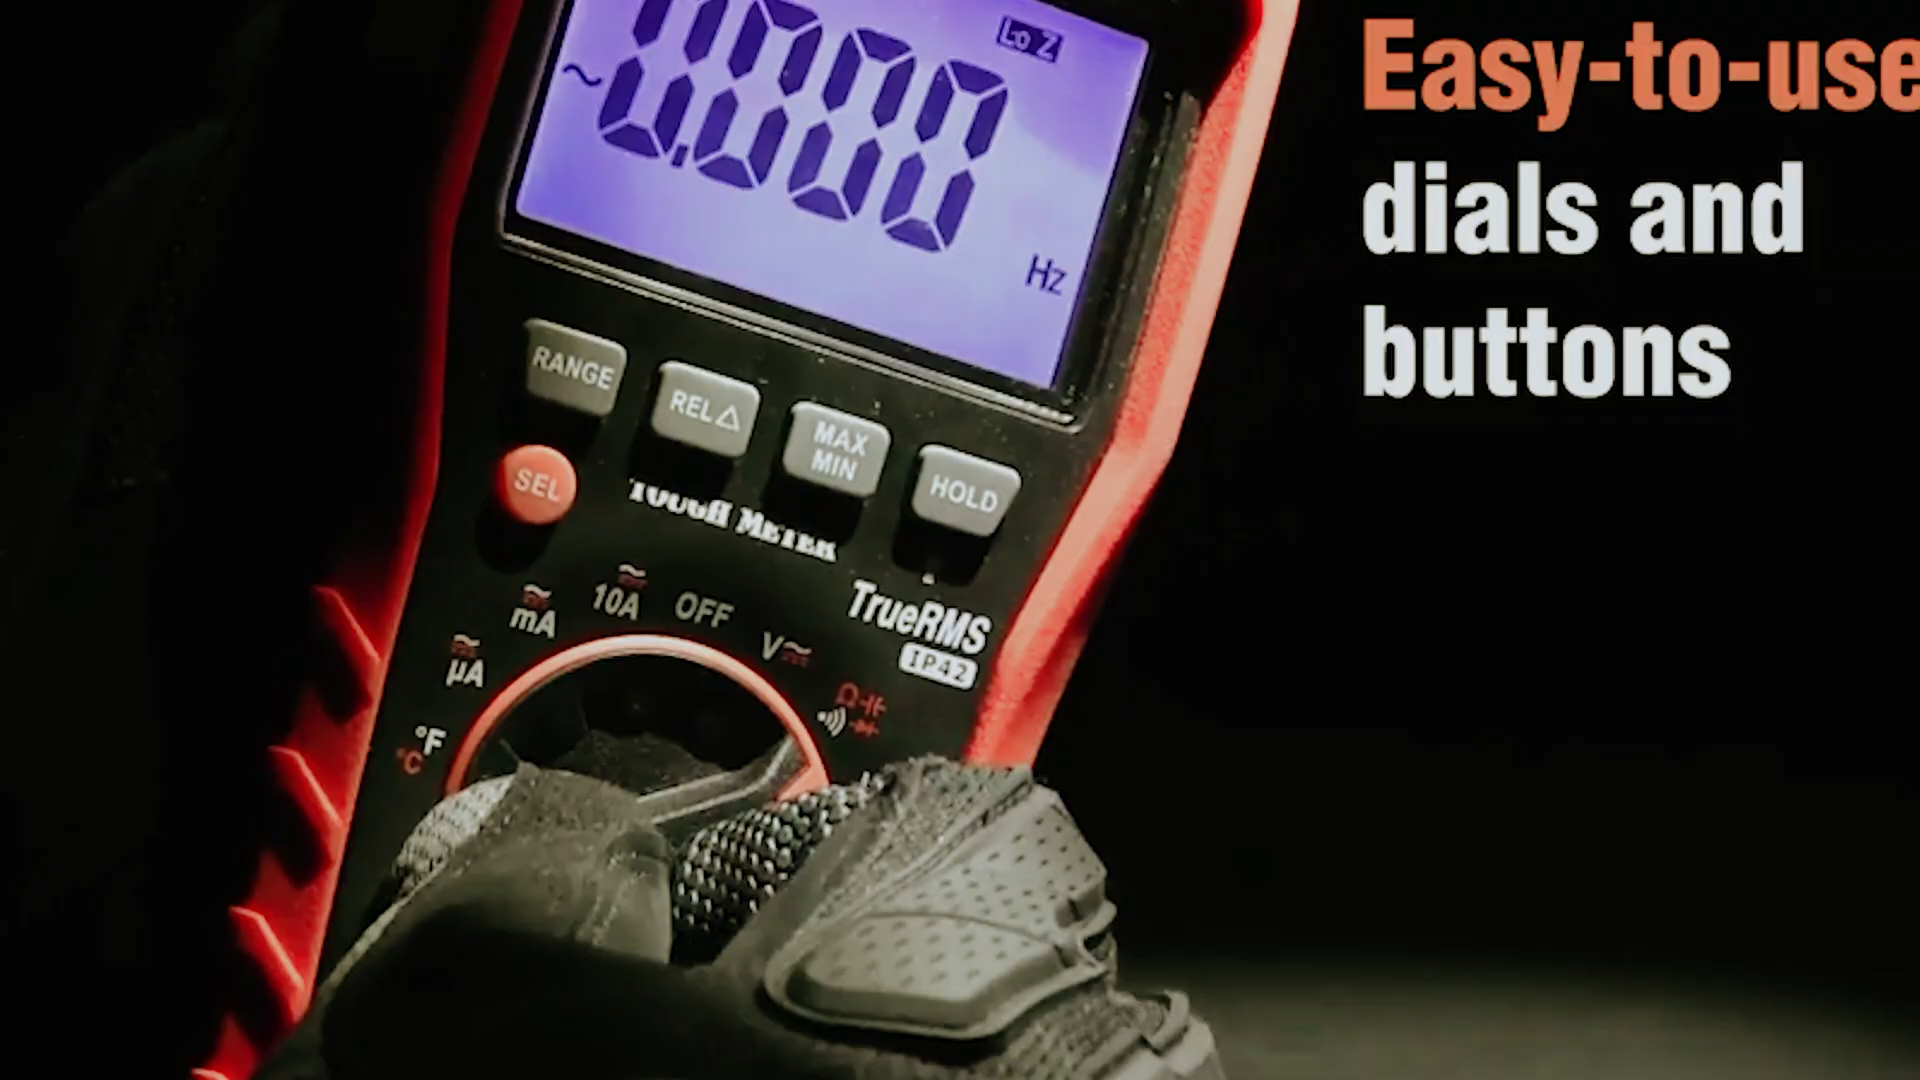 Easy-to-use
dials and
buttons
Lo Z
~0.000
Hz
RANGE
REL△
MAX
MIN
HOLD
SEL
TOUGH METER
TrueRMS
IP42
µA
mA
10A
OFF
V
Ω
°F
°C